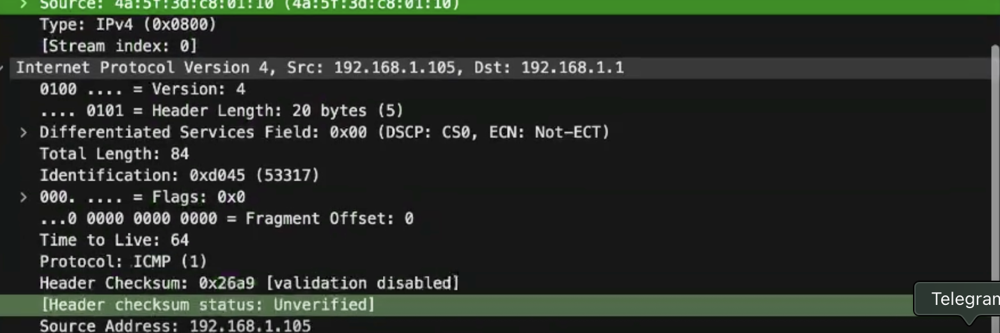 Source: 4a:5f:3d:c8:01:10 (4a:5f:3d:c8:01:10)
Type: IPv4 (0x0800)
[Stream index: 0]
Internet Protocol Version 4, Src: 192.168.1.105, Dst: 192.168.1.1
0100 .... = Version: 4
.... 0101 = Header Length: 20 bytes (5)
Differentiated Services Field: 0x00 (DSCP: CS0, ECN: Not-ECT)
Total Length: 84
Identification: 0xd045 (53317)
000. .... = Flags: 0x0
...0 0000 0000 0000 = Fragment Offset: 0
Time to Live: 64
Protocol: ICMP (1)
Header Checksum: 0x26a9 [validation disabled]
[Header checksum status: Unverified]
Telegran
Source Address: 192.168.1.105